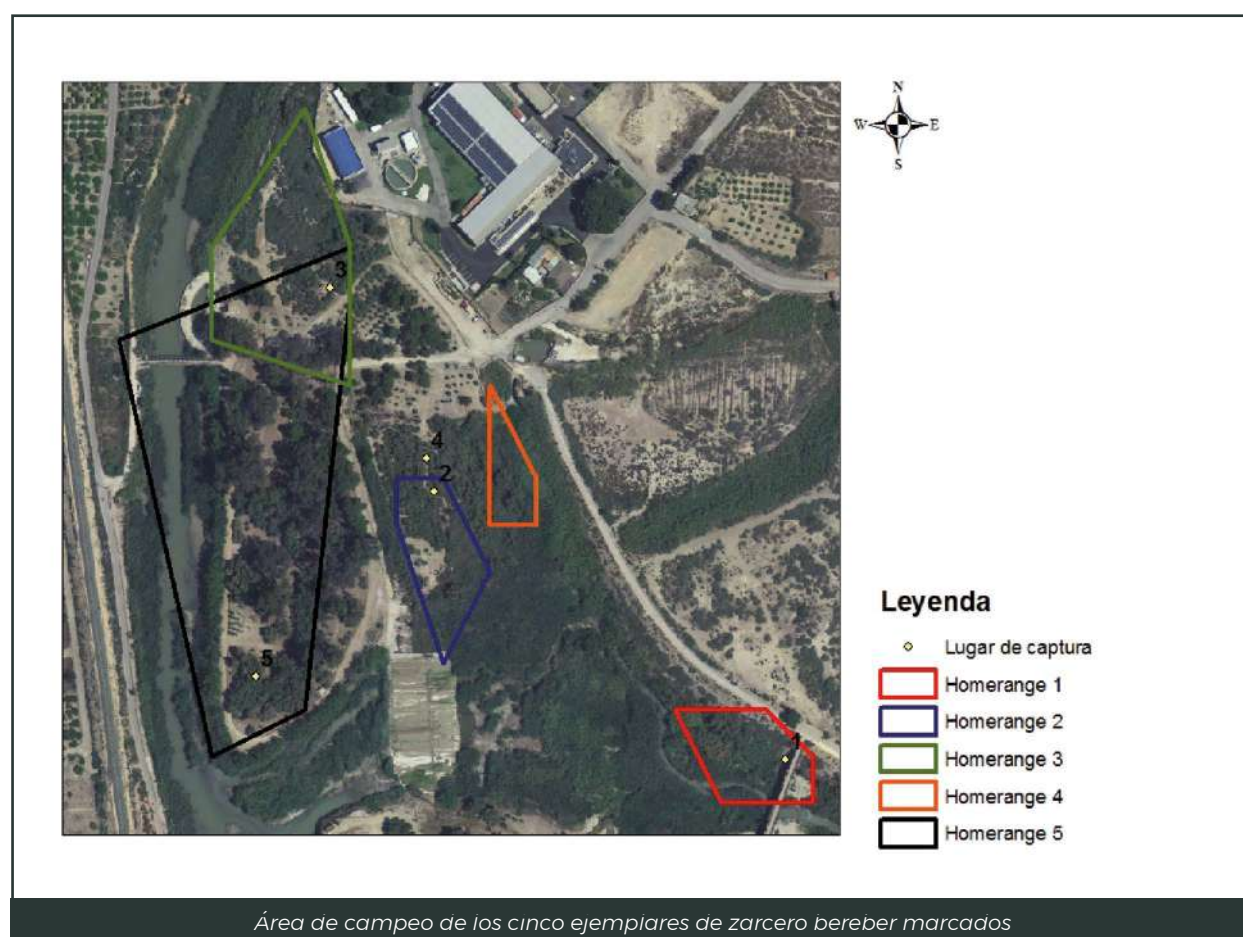 N
W E
S
3
4
2
5
1
Leyenda
Lugar de captura
Homerange 1
Homerange 2
Homerange 3
Homerange 4
Homerange 5
Área de campeo de los cinco ejemplares de zarcero bereber marcados